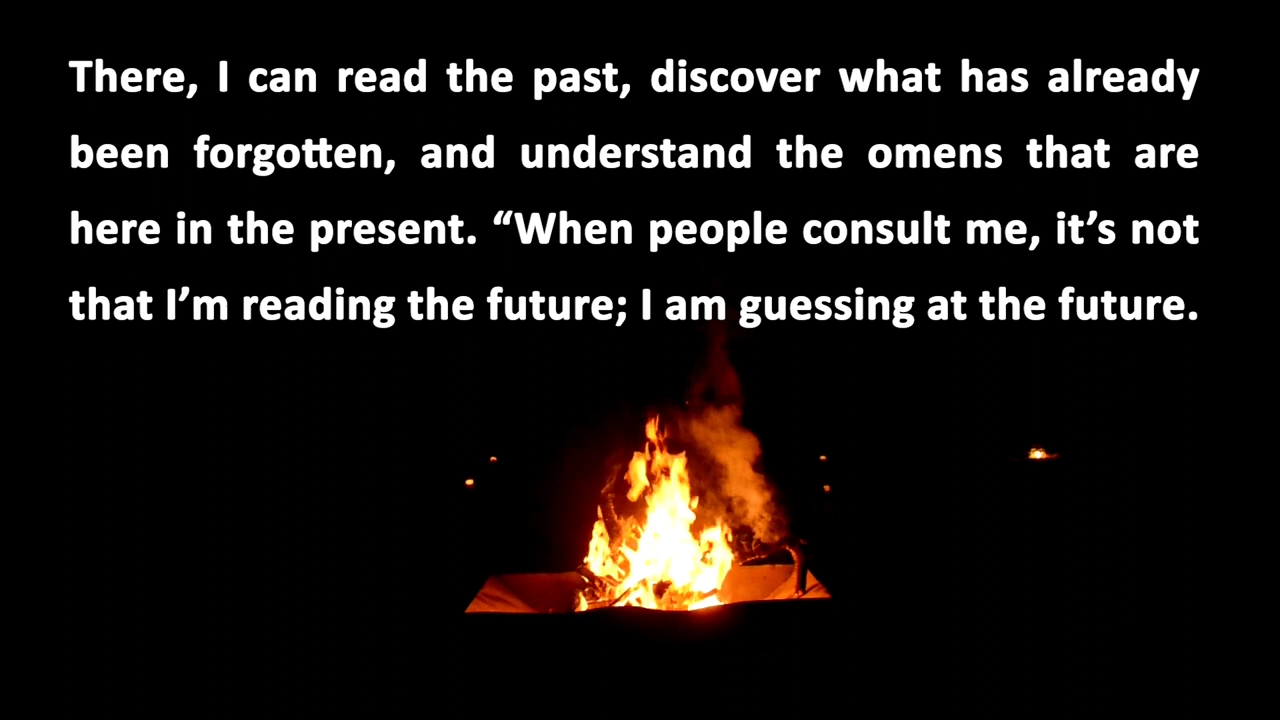 There, I can read the past, discover what has already
been forgotten, and understand the omens that are
here in the present. “When people consult me, it’s not
that I’m reading the future; I am guessing at the future.